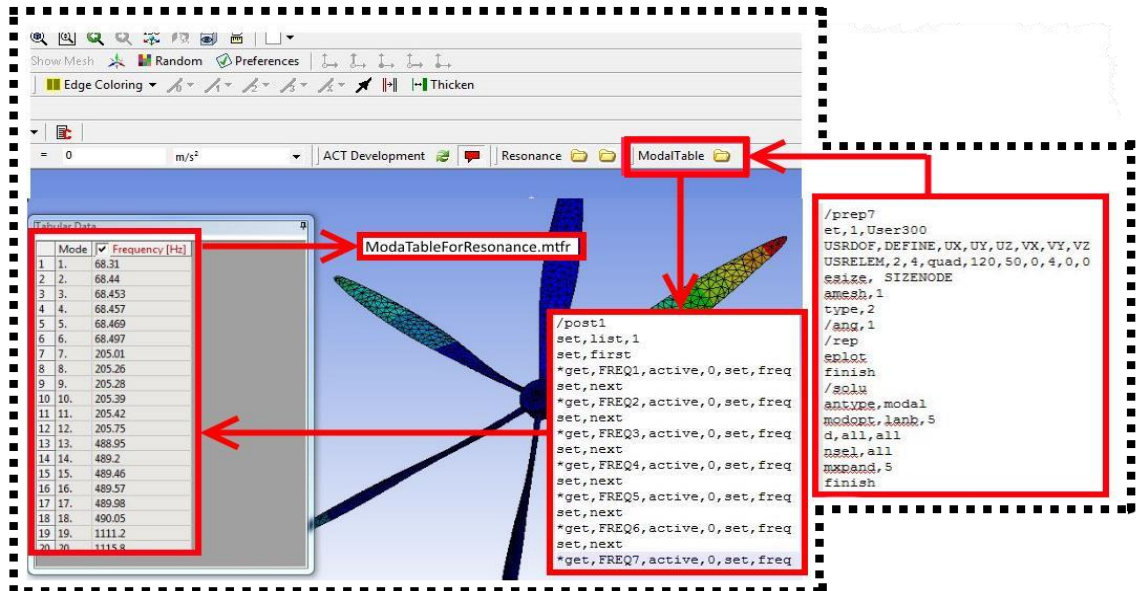 Show Mesh Random Preferences
Edge Coloring Thicken
= 0 m/s² ACT Development Resonance ModalTable
Tabular Data
Mode Frequency [Hz]
1 1. 68.31
2 2. 68.44
3 3. 68.453
4 4. 68.457
5 5. 68.469
6 6. 68.497
7 7. 205.01
8 8. 205.26
9 9. 205.28
10 10. 205.39
11 11. 205.42
12 12. 205.75
13 13. 488.95
14 14. 489.2
15 15. 489.46
16 16. 489.57
17 17. 489.98
18 18. 490.05
19 19. 1111.2
20 20. 1115.8
ModaTableForResonance.mtfr
/post1
set,list,1
set,first
*get,FREQ1,active,0,set,freq
set,next
*get,FREQ2,active,0,set,freq
set,next
*get,FREQ3,active,0,set,freq
set,next
*get,FREQ4,active,0,set,freq
set,next
*get,FREQ5,active,0,set,freq
set,next
*get,FREQ6,active,0,set,freq
set,next
*get,FREQ7,active,0,set,freq
/prep7
et,1,User300
USRDOF,DEFINE,UX,UY,UZ,VX,VY,VZ
USRELEM,2,4,quad,120,50,0,4,0,0
esize, SIZENODE
amesh,1
type,2
/ang,1
/rep
eplot
finish
/solu
antype,modal
modopt,lanb,5
d,all,all
nsel,all
mxpand,5
finish